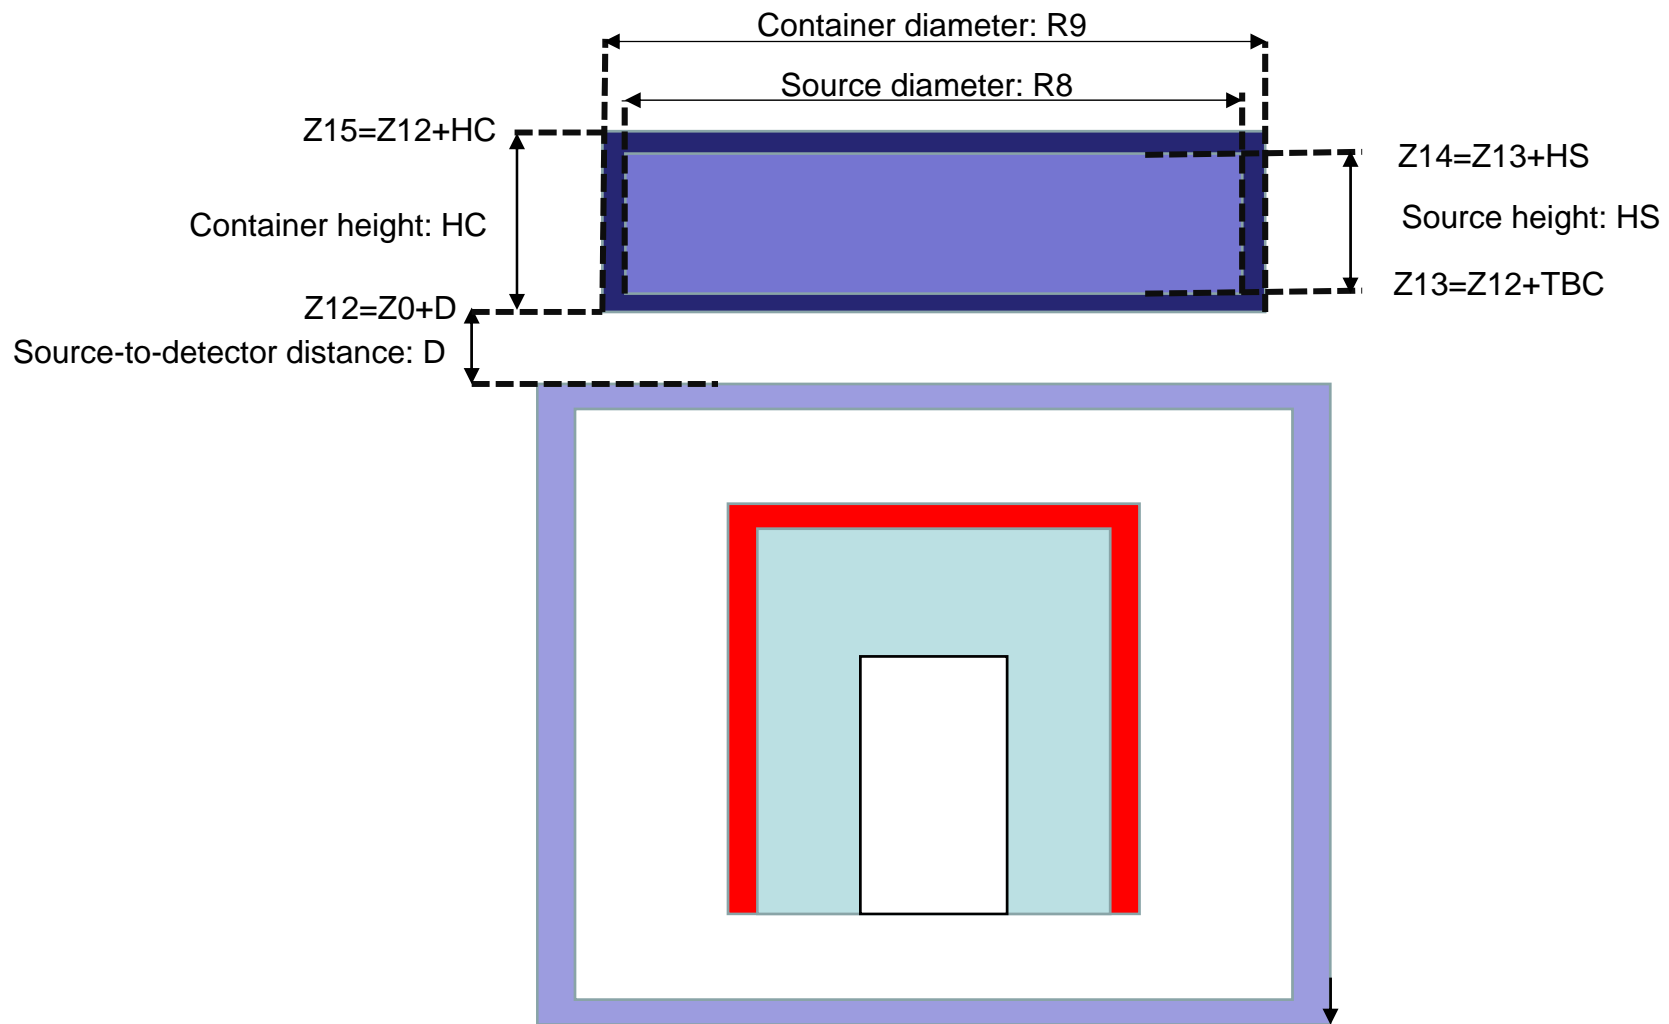 Container diameter: R9
Source diameter: R8
Z15=Z12+HC
Z14=Z13+HS
Container height: HC
Source height: HS
Z12=Z0+D
Z13=Z12+TBC
Source-to-detector distance: D